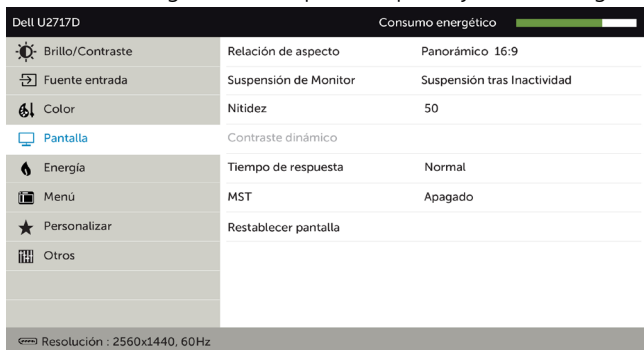 Dell U2717D Consumo energético
Brillo/Contraste Relación de aspecto Panorámico 16:9
Fuente entrada Suspensión de Monitor Suspensión tras Inactividad
Color Nitidez 50
Pantalla Contraste dinámico
Energía Tiempo de respuesta Normal
Menú MST Apagado
Personalizar Restablecer pantalla
Otros
Resolución : 2560x1440, 60Hz